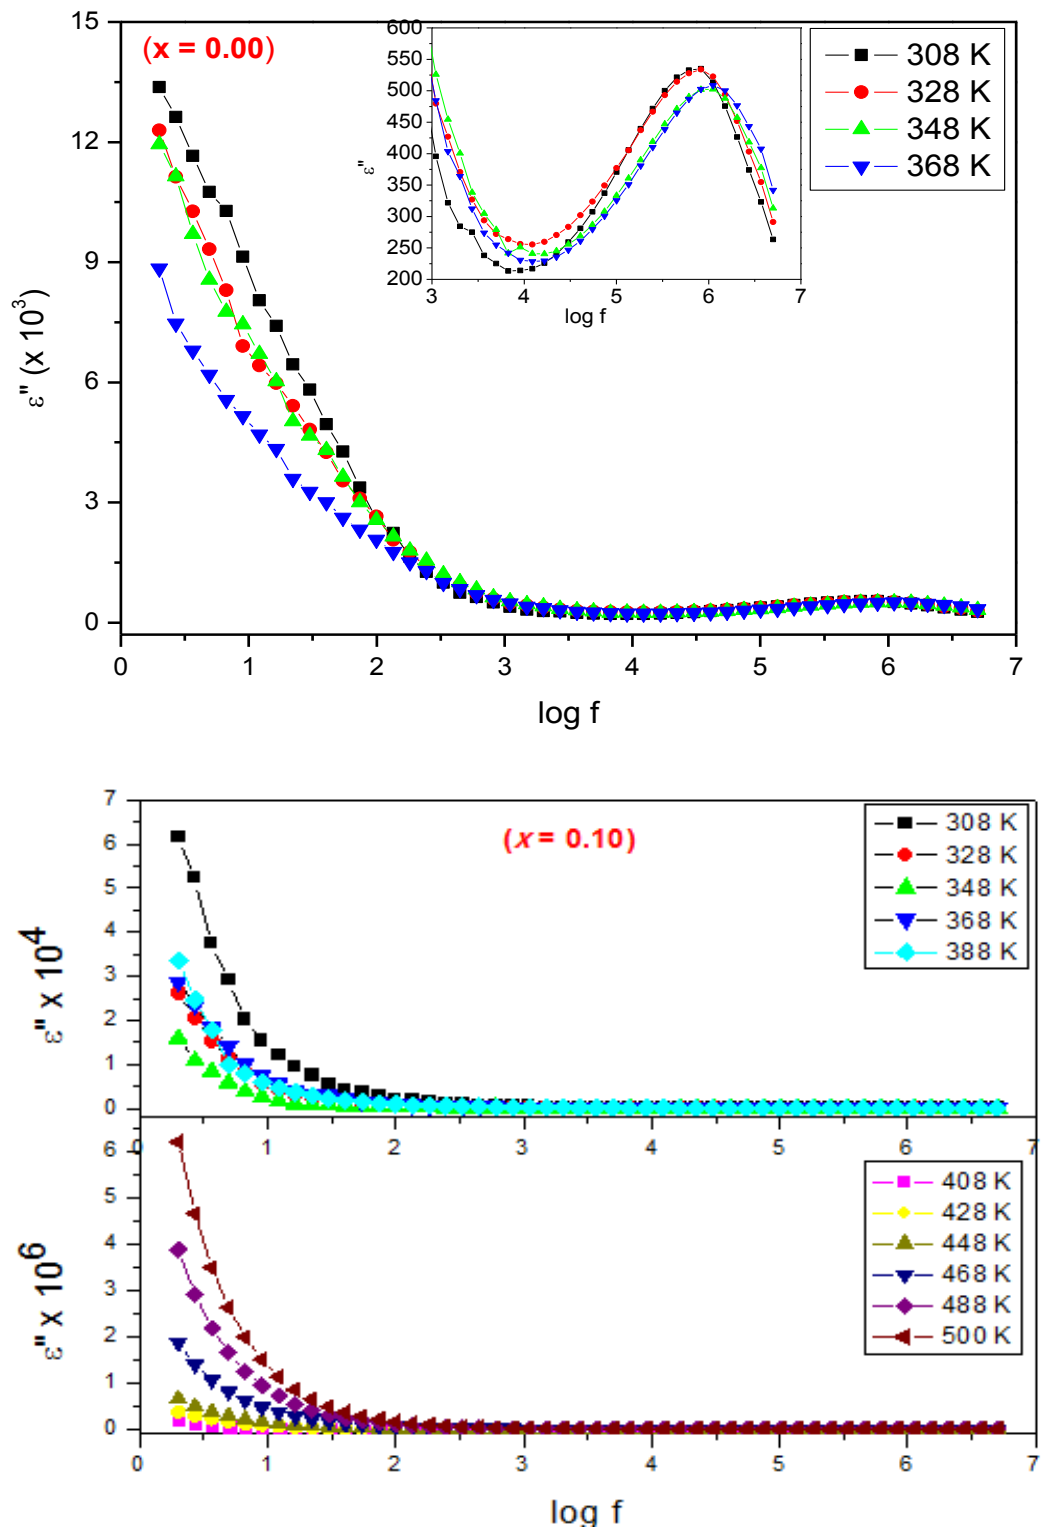 (x = 0.00)
308 K
328 K
348 K
368 K
15
12
9
6
3
0
ε" (x 10³)
0 1 2 3 4 5 6 7
log f
600
550
500
450
400
350
300
250
200
ε"
3 4 5 6 7
log f
(x = 0.10)
308 K
328 K
348 K
368 K
388 K
7
6
5
4
3
2
1
0
ε" x 10⁴
0 1 2 3 4 5 6 7
408 K
428 K
448 K
468 K
488 K
500 K
6
5
4
3
2
1
0
ε" x 10⁶
0 1 2 3 4 5 6 7
log f